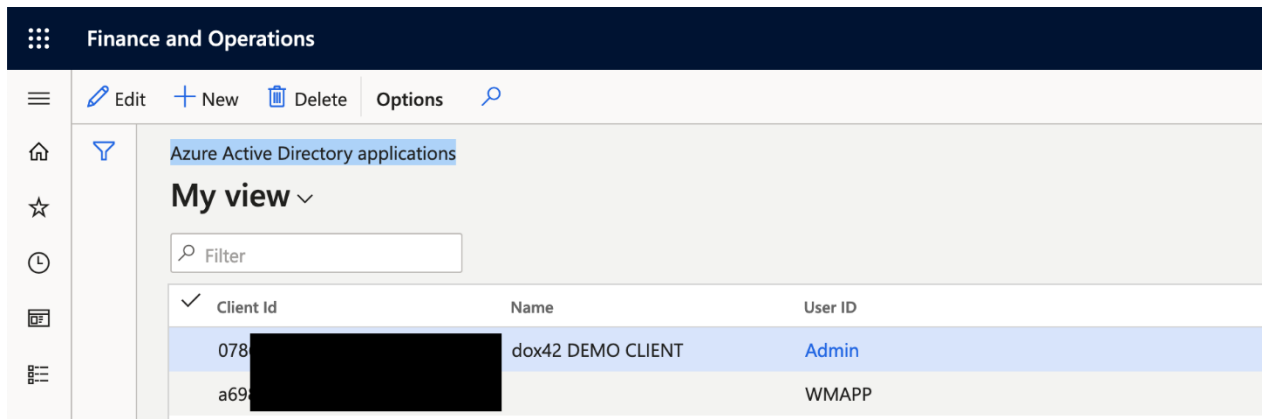 Finance and Operations
Edit New Delete Options
Azure Active Directory applications
My view
Filter
Client Id Name User ID
078 dox42 DEMO CLIENT Admin
a69 WMAPP